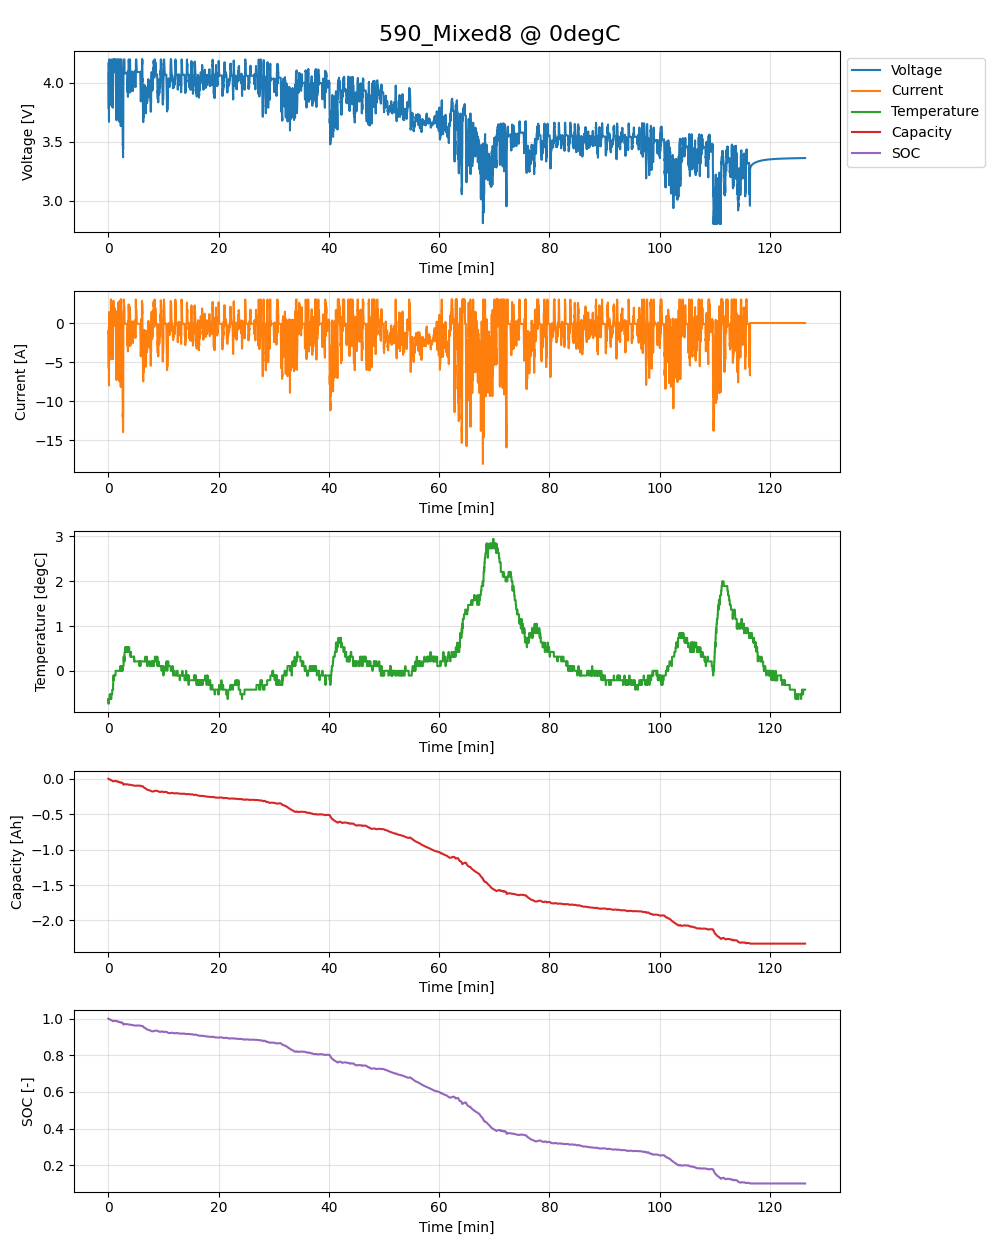 590_Mixed8 @ 0degC
Voltage
Current
Temperature
Capacity
SOC
4.0
3.5
3.0
Voltage [V]
0 20 40 60 80 100 120
Time [min]
0
−5
−10
−15
Current [A]
0 20 40 60 80 100 120
Time [min]
3
2
1
0
Temperature [degC]
0 20 40 60 80 100 120
Time [min]
0.0
−0.5
−1.0
−1.5
−2.0
Capacity [Ah]
0 20 40 60 80 100 120
Time [min]
1.0
0.8
0.6
0.4
0.2
SOC [-]
0 20 40 60 80 100 120
Time [min]